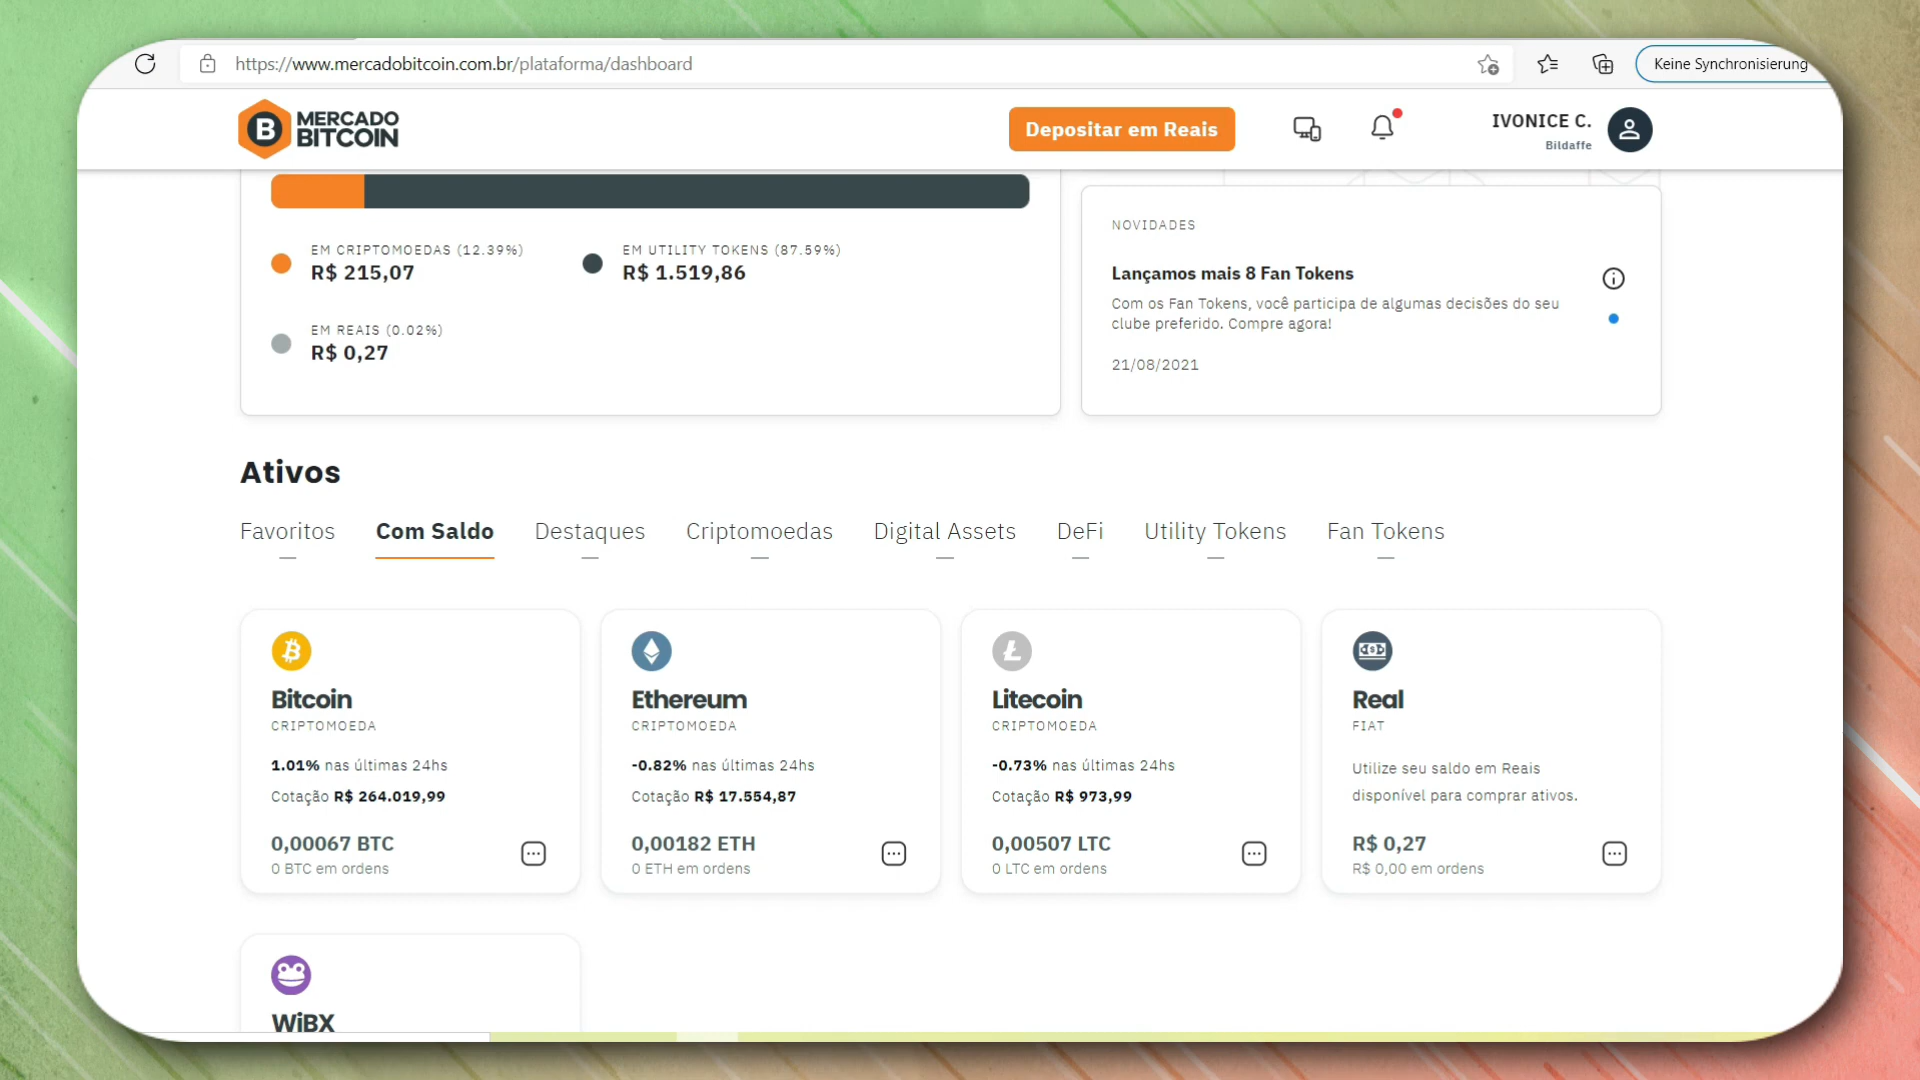 https://www.mercadobitcoin.com.br/plataforma/dashboard
Keine Synchronisierung
MERCADO
BITCOIN
Depositar em Reais
IVONICE C.
Bildaffe
EM CRIPTOMOEDAS (12.39%)
R$ 215,07
EM UTILITY TOKENS (87.59%)
R$ 1.519,86
EM REAIS (0.02%)
R$ 0,27
NOVIDADES
Lançamos mais 8 Fan Tokens
Com os Fan Tokens, você participa de algumas decisões do seu
clube preferido. Compre agora!
21/08/2021
Ativos
Favoritos
Com Saldo
Destaques
Criptomoedas
Digital Assets
DeFi
Utility Tokens
Fan Tokens
Bitcoin
CRIPTOMOEDA
1.01% nas últimas 24hs
Cotação R$ 264.019,99
0,00067 BTC
0 BTC em ordens
Ethereum
CRIPTOMOEDA
-0.82% nas últimas 24hs
Cotação R$ 17.554,87
0,00182 ETH
0 ETH em ordens
Litecoin
CRIPTOMOEDA
-0.73% nas últimas 24hs
Cotação R$ 973,99
0,00507 LTC
0 LTC em ordens
Real
FIAT
Utilize seu saldo em Reais
disponível para comprar ativos.
R$ 0,27
R$ 0,00 em ordens
WiBX